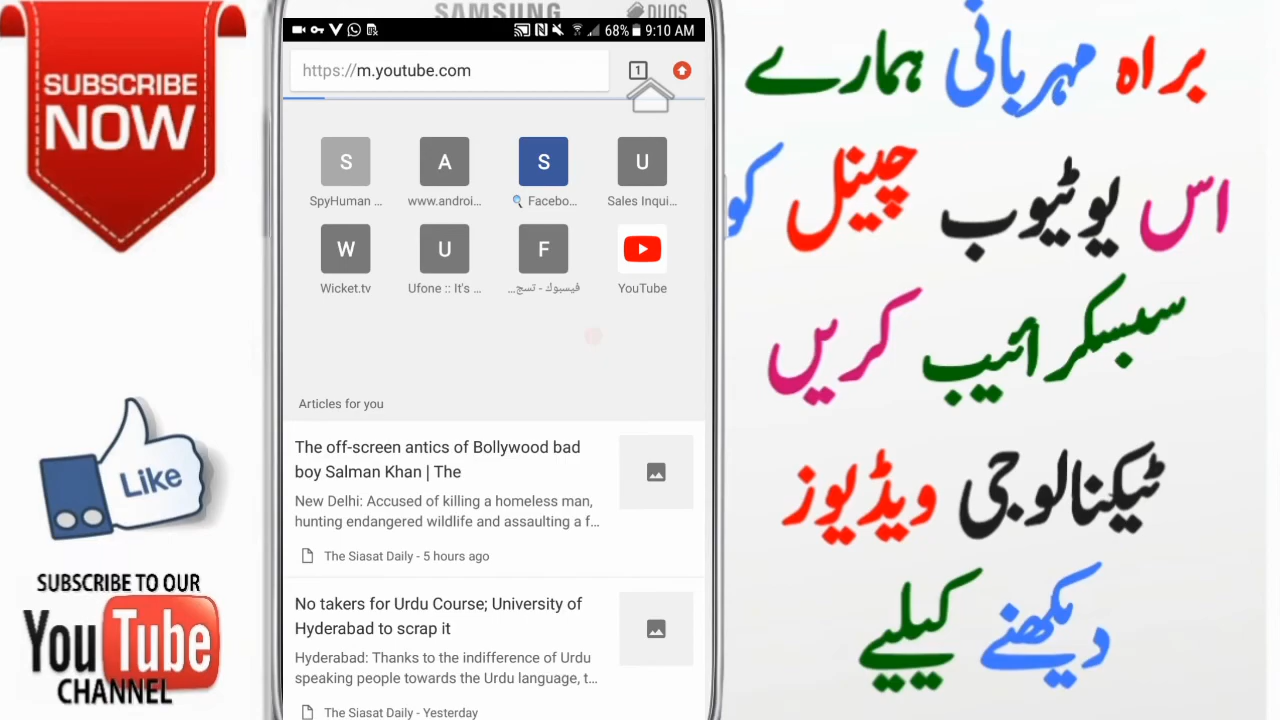 SUBSCRIBE
NOW
Like
SUBSCRIBE TO OUR
YouTube
CHANNEL
SAMSUNG
DUOS
68% 9:10 AM
https://m.youtube.com
1
S
A
S
U
SpyHuman ...
www.androi...
Facebo...
Sales Inqui...
W
U
F
Wicket.tv
Ufone :: It's ...
فيسبوك - تسج...
YouTube
Articles for you
The off-screen antics of Bollywood bad
boy Salman Khan | The
New Delhi: Accused of killing a homeless man,
hunting endangered wildlife and assaulting a f...
The Siasat Daily - 5 hours ago
No takers for Urdu Course; University of
Hyderabad to scrap it
Hyderabad: Thanks to the indifference of Urdu
speaking people towards the Urdu language, t...
The Siasat Daily - Yesterday
براہ مہربانی ہمارے
اس یوٹیوب چینل کو
سبسکرائیب کریں
ٹیکنالوجی ویڈیوز
دیکھنے کیلیے